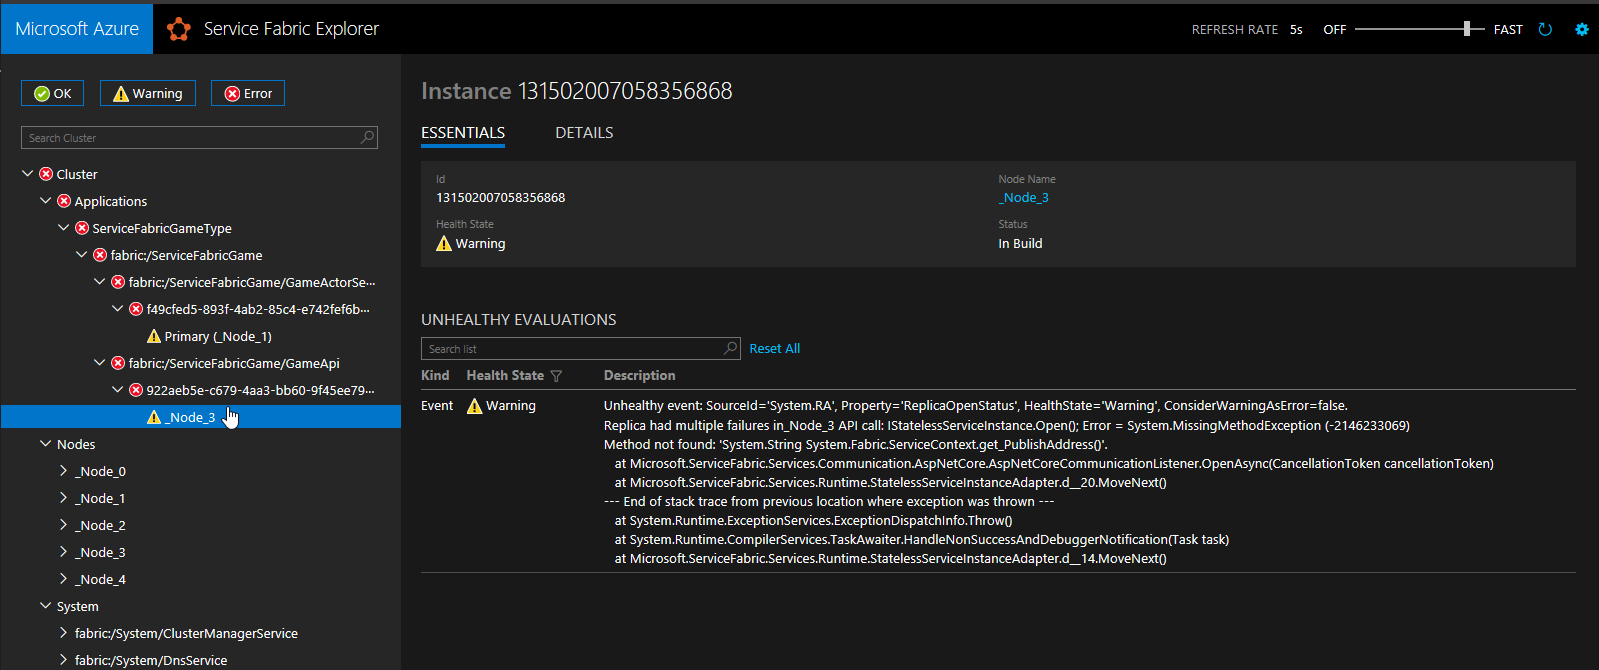 Microsoft Azure
Service Fabric Explorer
REFRESH RATE 5s OFF FAST
OK Warning Error
Search Cluster
Cluster
Applications
ServiceFabricGameType
fabric:/ServiceFabricGame
fabric:/ServiceFabricGame/GameActorSe...
f49cfed5-893f-4ab2-85c4-e742fef6b...
Primary (_Node_1)
fabric:/ServiceFabricGame/GameApi
922aeb5e-c679-4aa3-bb60-9f45ee79...
_Node_3
Nodes
_Node_0
_Node_1
_Node_2
_Node_3
_Node_4
System
fabric:/System/ClusterManagerService
fabric:/System/DnsService
Instance 131502007058356868
ESSENTIALS DETAILS
Id
131502007058356868
Node Name
_Node_3
Health State
Warning
Status
In Build
UNHEALTHY EVALUATIONS
Search list Reset All
Kind Health State Description
Event Warning Unhealthy event: SourceId='System.RA', Property='ReplicaOpenStatus', HealthState='Warning', ConsiderWarningAsError=false.
Replica had multiple failures in_Node_3 API call: IStatelessServiceInstance.Open(); Error = System.MissingMethodException (-2146233069)
Method not found: 'System.String System.Fabric.ServiceContext.get_PublishAddress()'.
at Microsoft.ServiceFabric.Services.Communication.AspNetCore.AspNetCoreCommunicationListener.OpenAsync(CancellationToken cancellationToken)
at Microsoft.ServiceFabric.Services.Runtime.StatelessServiceInstanceAdapter.d__20.MoveNext()
--- End of stack trace from previous location where exception was thrown ---
at System.Runtime.ExceptionServices.ExceptionDispatchInfo.Throw()
at System.Runtime.CompilerServices.TaskAwaiter.HandleNonSuccessAndDebuggerNotification(Task task)
at Microsoft.ServiceFabric.Services.Runtime.StatelessServiceInstanceAdapter.d__14.MoveNext()